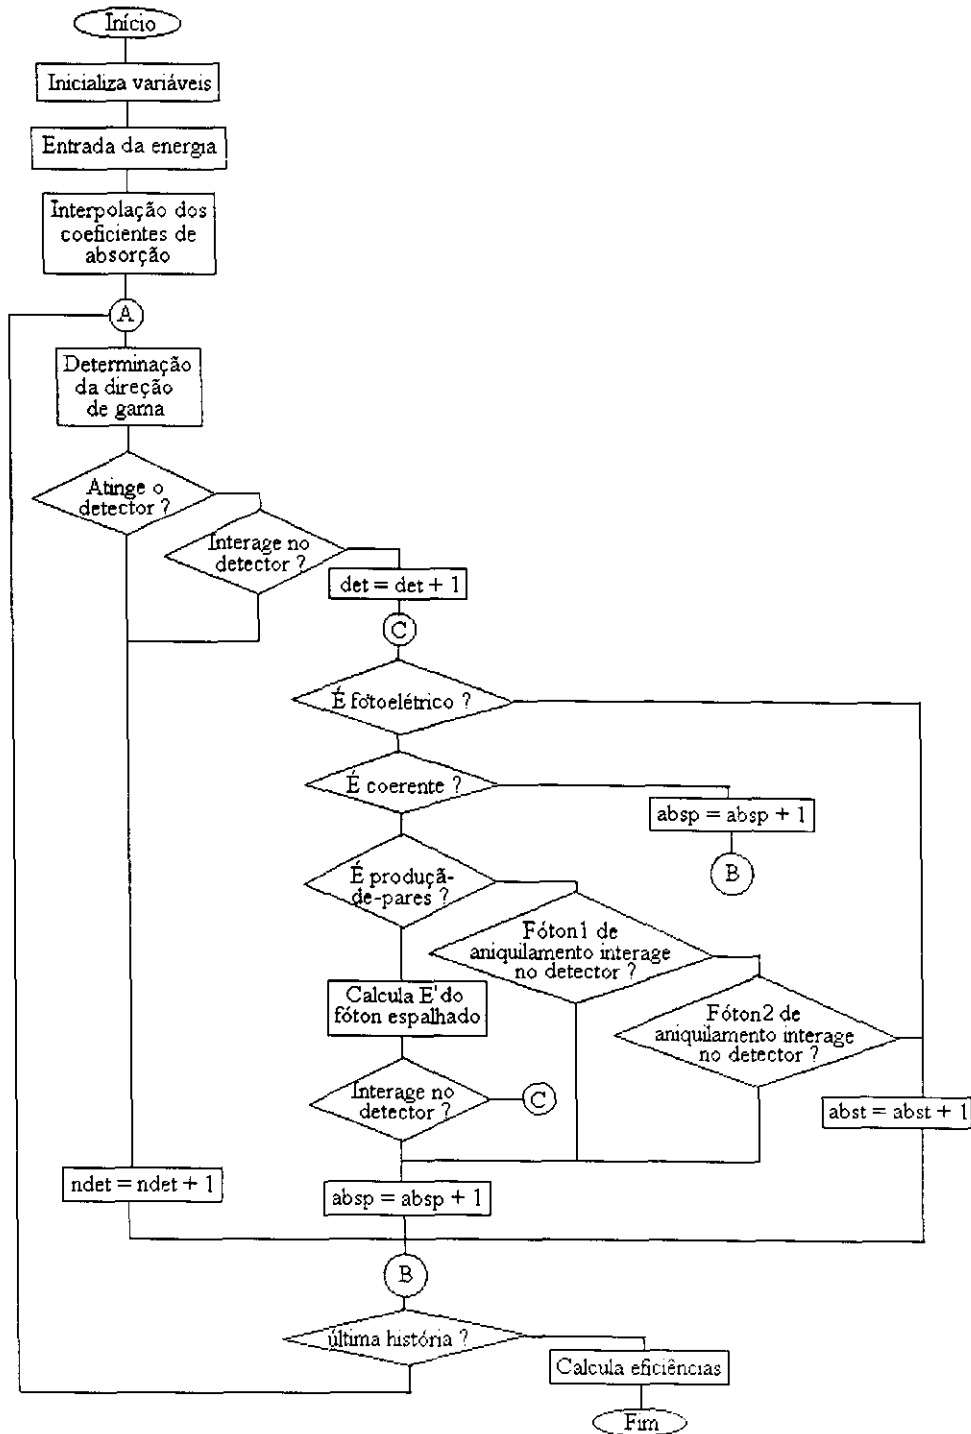 Início
Inicializa variáveis
Entrada da energia
Interpolação dos
coeficientes de
absorção
A
Determinação
da direção
de gama
Atinge o
detector ?
Interage no
detector ?
det = det + 1
C
É fotoelétrico ?
É coerente ?
absp = absp + 1
B
É produçã-
de-pares ?
Fóton1 de
aniquilamento interage
no detector ?
Calcula E' do
fóton espalhado
Fóton2 de
aniquilamento interage
no detector ?
Interage no
detector ?
C
abst = abst + 1
ndet = ndet + 1
absp = absp + 1
B
última história ?
Calcula eficiências
Fim